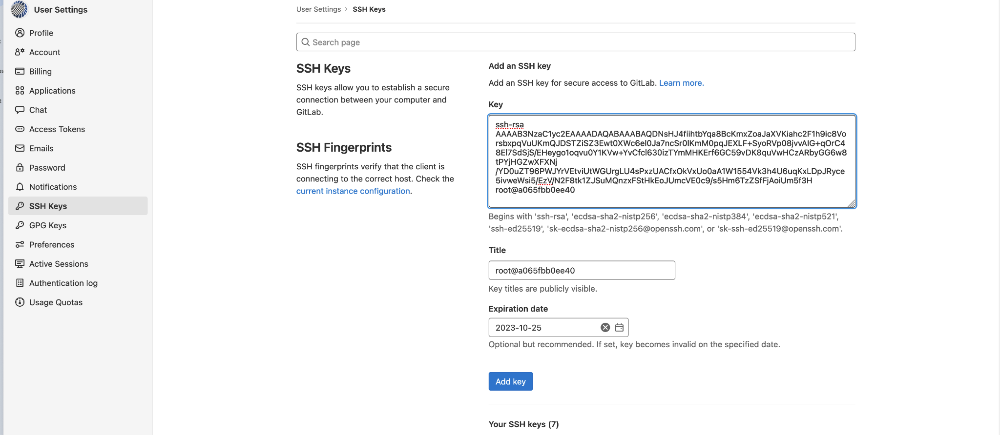 User Settings
Profile
Account
Billing
Applications
Chat
Access Tokens
Emails
Password
Notifications
SSH Keys
GPG Keys
Preferences
Active Sessions
Authentication log
Usage Quotas
User Settings › SSH Keys
Search page
SSH Keys
SSH keys allow you to establish a secure
connection between your computer and
GitLab.
SSH Fingerprints
SSH fingerprints verify that the client is
connecting to the correct host. Check the
current instance configuration.
Add an SSH key
Add an SSH key for secure access to GitLab. Learn more.
Key
ssh-rsa
AAAAB3NzaC1yc2EAAAADAQABAAABAQDNsHJ4fiihtbYqa8BcKmxZoaJaXVKiahc2F1h9ic8Vo
rsbxpqVuUKmQJDSTZiSZ3Ewt0XWc6el0Ja7ncSr0lKmM0pqJEXLF+SyoRVp08jvvAIG+qOrC4
8El7SdSjS/EHeygo1oqvu0Y1KVw+YvCfcl630izTYmMHKErf6GC59vDK8quVwHCzARbyGG6w8
tPYjHGZwXFXNj
/YD0uZT96PWJYrVEtviUtWGUrgLU4sPxzUACfxOkVxUo0aA1W1554Vk3h4U6uqKxLDpJRyce
5ivweWsi5/EzV/N2F8tk1ZJSuMQnzxFStHkEoJUmcVE0c9/s5Hm6TzZSfFjAoiUm5f3H
root@a065fbb0ee40
Begins with 'ssh-rsa', 'ecdsa-sha2-nistp256', 'ecdsa-sha2-nistp384', 'ecdsa-sha2-nistp521',
'ssh-ed25519', 'sk-ecdsa-sha2-nistp256@openssh.com', or 'sk-ssh-ed25519@openssh.com'.
Title
root@a065fbb0ee40
Key titles are publicly visible.
Expiration date
2023-10-25
Optional but recommended. If set, key becomes invalid on the specified date.
Add key
Your SSH keys (7)